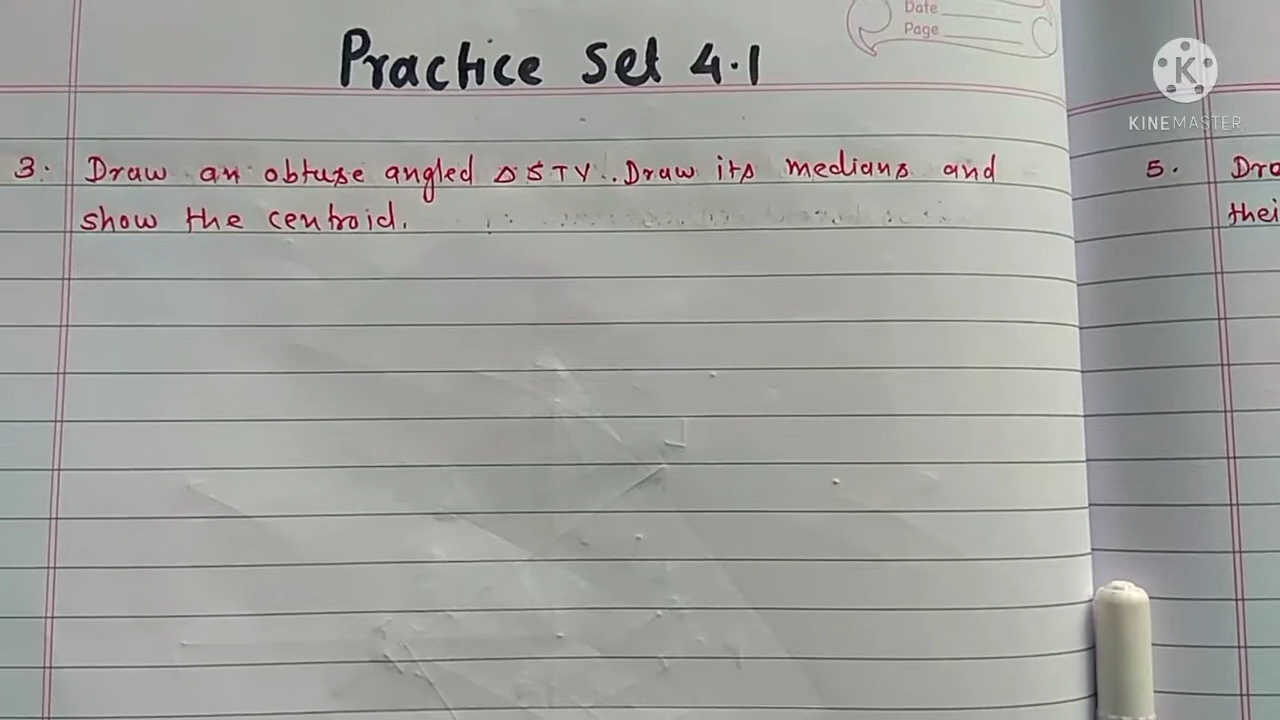 Date
Page
Practice Set 4.1
K
KINEMASTER
3. Draw an obtuse angled △ STV. Draw its medians and
show the centroid.
5. Dra
thei